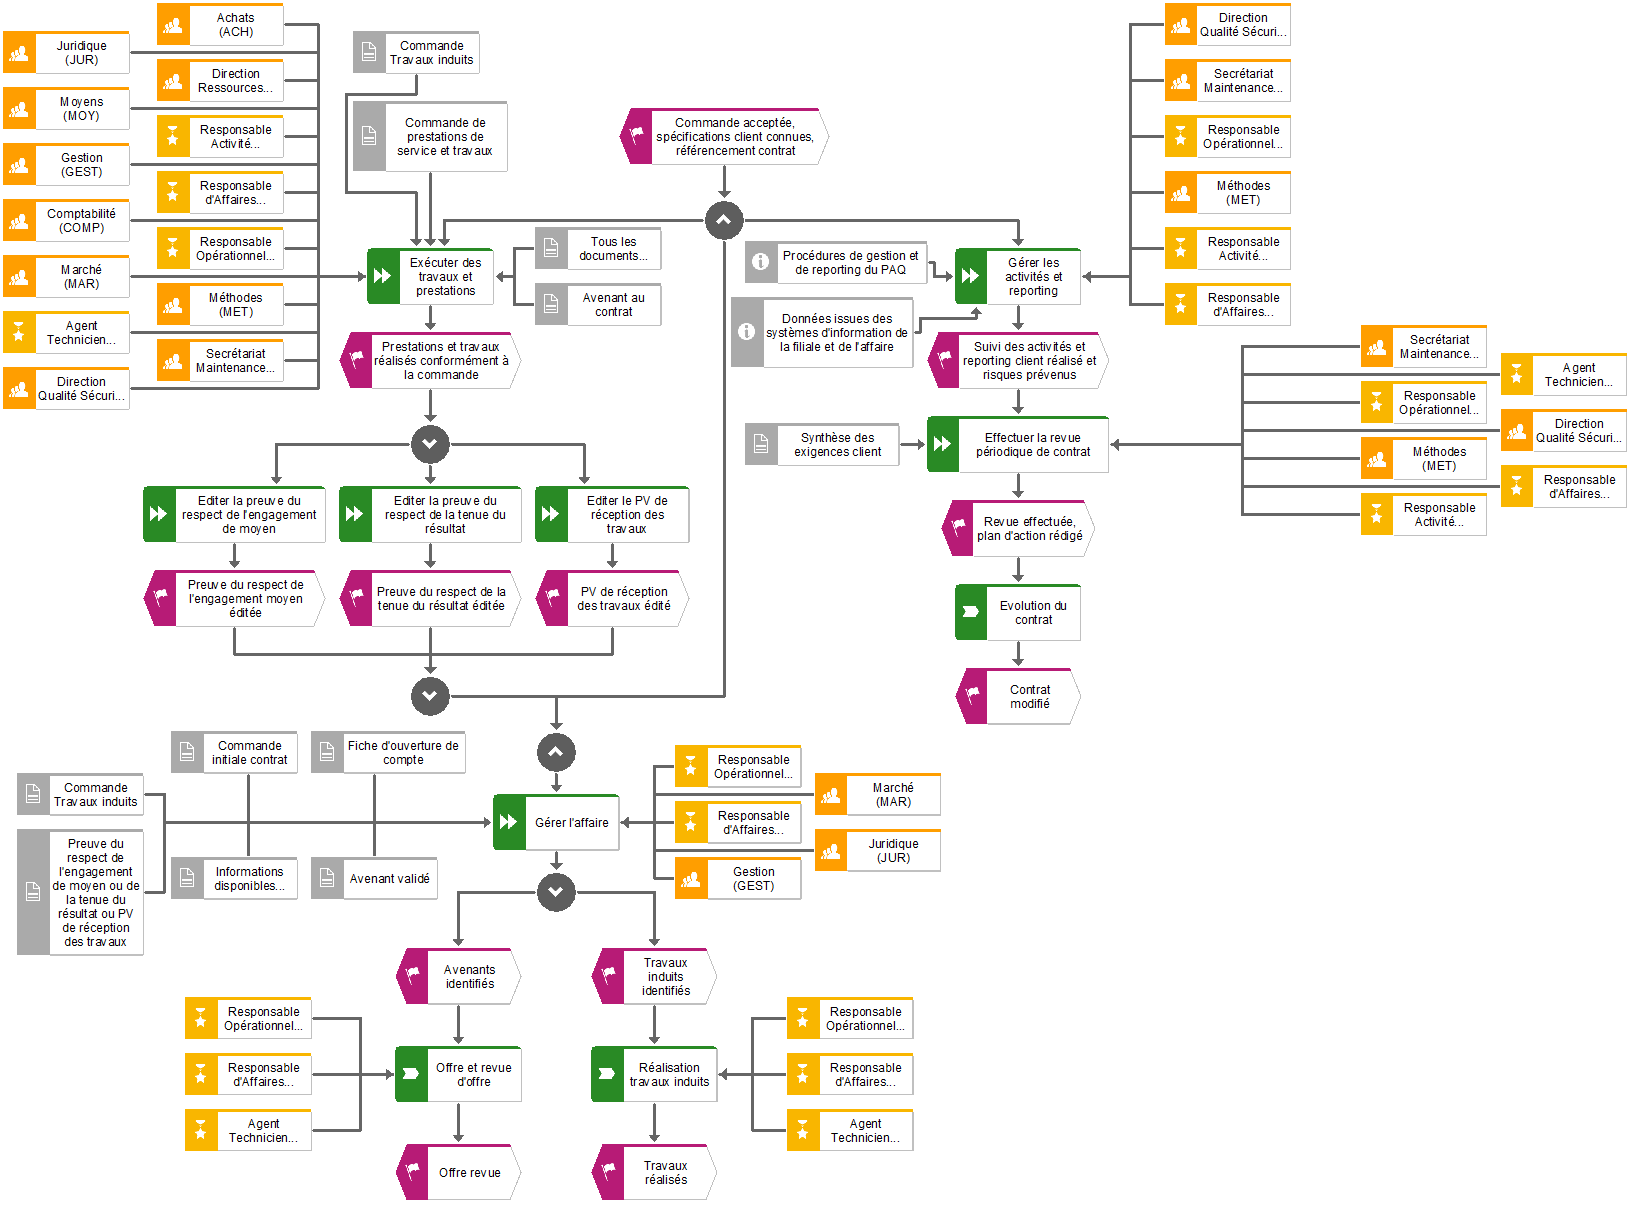 Achats
(ACH)
Juridique
(JUR)
Direction
Ressources...
Moyens
(MOY)
Responsable
Activité...
Gestion
(GEST)
Responsable
d'Affaires...
Comptabilité
(COMP)
Responsable
Opérationnel...
Marché
(MAR)
Méthodes
(MET)
Agent
Technicien...
Secrétariat
Maintenance...
Direction
Qualité Sécuri...
Commande
Travaux induits
Commande de
prestations de
service et travaux
Commande acceptée,
spécifications client connues,
référencement contrat
Direction
Qualité Sécuri...
Secrétariat
Maintenance...
Responsable
Opérationnel...
Méthodes
(MET)
Responsable
Activité...
Responsable
d'Affaires...
Exécuter des
travaux et
prestations
Tous les
documents...
Avenant au
contrat
Procédures de gestion et
de reporting du PAQ
Données issues des
systèmes d'information de
la filiale et de l'affaire
Gérer les
activités et
reporting
Prestations et travaux
réalisés conformément à
la commande
Suivi des activités et
reporting client réalisé et
risques prévenus
Secrétariat
Maintenance...
Agent
Technicien...
Responsable
Opérationnel...
Direction
Qualité Sécuri...
Méthodes
(MET)
Responsable
d'Affaires...
Responsable
Activité...
Synthèse des
exigences client
Effectuer la revue
périodique de contrat
Editer la preuve du
respect de l'engagement
de moyen
Editer la preuve du
respect de la tenue du
résultat
Editer le PV de
réception des
travaux
Revue effectuée,
plan d'action rédigé
Preuve du respect de
l'engagement moyen
éditée
Preuve du respect de la
tenue du résultat éditée
PV de réception
des travaux édité
Evolution du
contrat
Contrat
modifié
Commande
initiale contrat
Fiche d'ouverture de
compte
Commande
Travaux induits
Preuve du
respect de
l'engagement
de moyen ou de
la tenue du
résultat ou PV
de réception
des travaux
Informations
disponibles...
Avenant validé
Gérer l'affaire
Responsable
Opérationnel...
Marché
(MAR)
Responsable
d'Affaires...
Juridique
(JUR)
Gestion
(GEST)
Avenants
identifiés
Travaux
induits
identifiés
Responsable
Opérationnel...
Responsable
d'Affaires...
Agent
Technicien...
Offre et revue
d'offre
Réalisation
travaux induits
Responsable
Opérationnel...
Responsable
d'Affaires...
Agent
Technicien...
Offre revue
Travaux
réalisés